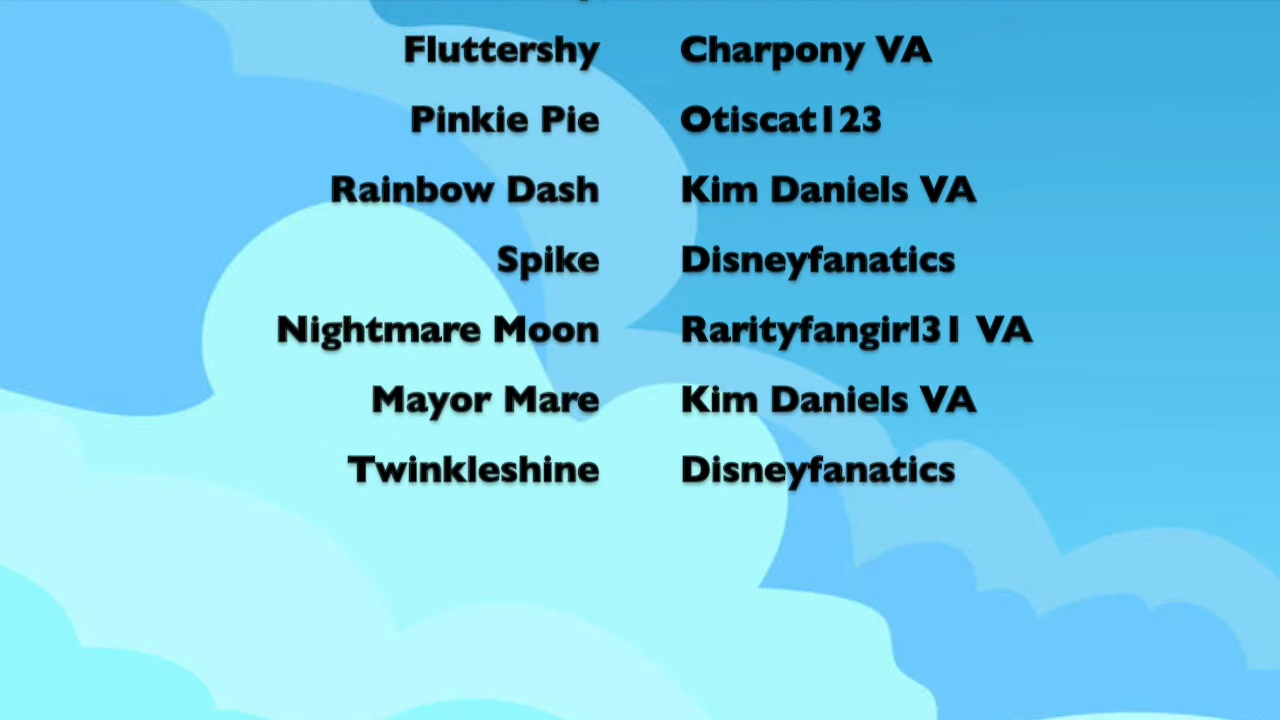 Fluttershy Charpony VA
Pinkie Pie Otiscat123
Rainbow Dash Kim Daniels VA
Spike Disneyfanatics
Nightmare Moon Rarityfangirl31 VA
Mayor Mare Kim Daniels VA
Twinkleshine Disneyfanatics